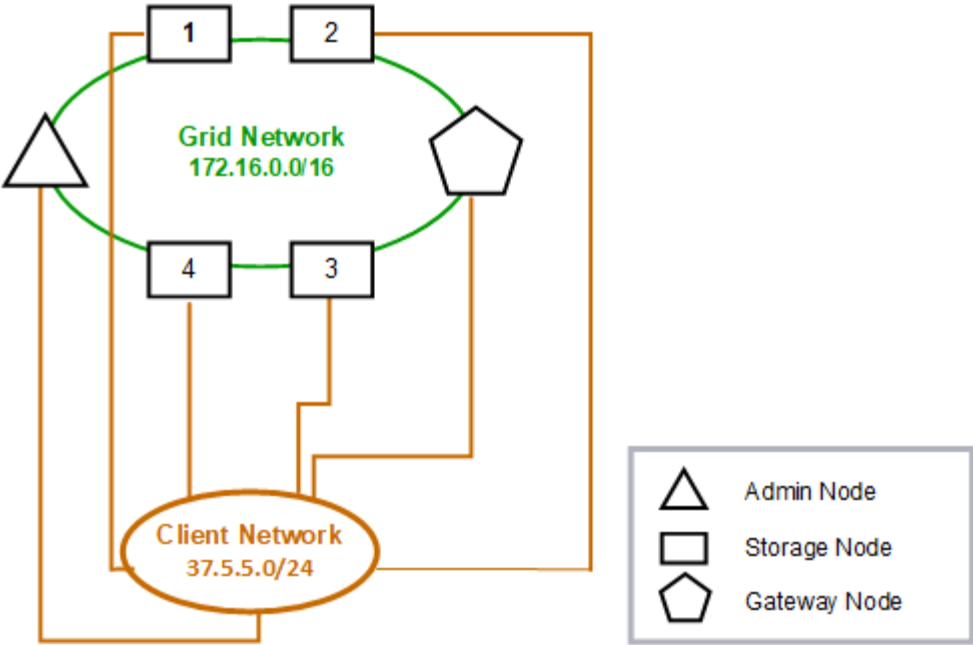 1
2
Grid Network
172.16.0.0/16
4
3
Client Network
37.5.5.0/24
Admin Node
Storage Node
Gateway Node